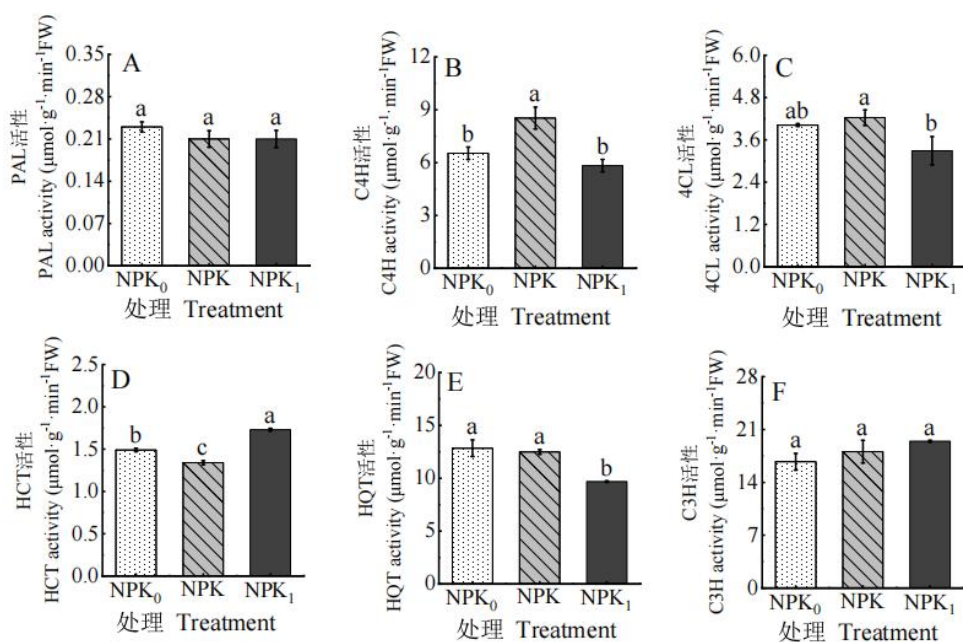 PAL活性
PAL activity (μmol·g⁻¹·min⁻¹FW)
0.35
0.28
0.21
0.14
0.07
0.00
A
a
a
a
NPK₀
NPK
NPK₁
处理 Treatment
C4H活性
C4H activity (μmol·g⁻¹·min⁻¹FW)
12
9
6
3
0
B
b
a
b
NPK₀
NPK
NPK₁
处理 Treatment
4CL活性
4CL activity (μmol·g⁻¹·min⁻¹FW)
6.0
4.8
3.6
2.4
1.2
0.0
C
ab
a
b
NPK₀
NPK
NPK₁
处理 Treatment
HCT活性
HCT activity (μmol·g⁻¹·min⁻¹FW)
2.5
2.0
1.5
1.0
0.5
0.0
D
b
c
a
NPK₀
NPK
NPK₁
处理 Treatment
HQT活性
HQT activity (μmol·g⁻¹·min⁻¹FW)
20
15
10
5
0
E
a
a
b
NPK₀
NPK
NPK₁
处理 Treatment
C3H活性
C3H activity (μmol·g⁻¹·min⁻¹FW)
28
21
14
7
0
F
a
a
a
NPK₀
NPK
NPK₁
处理 Treatment